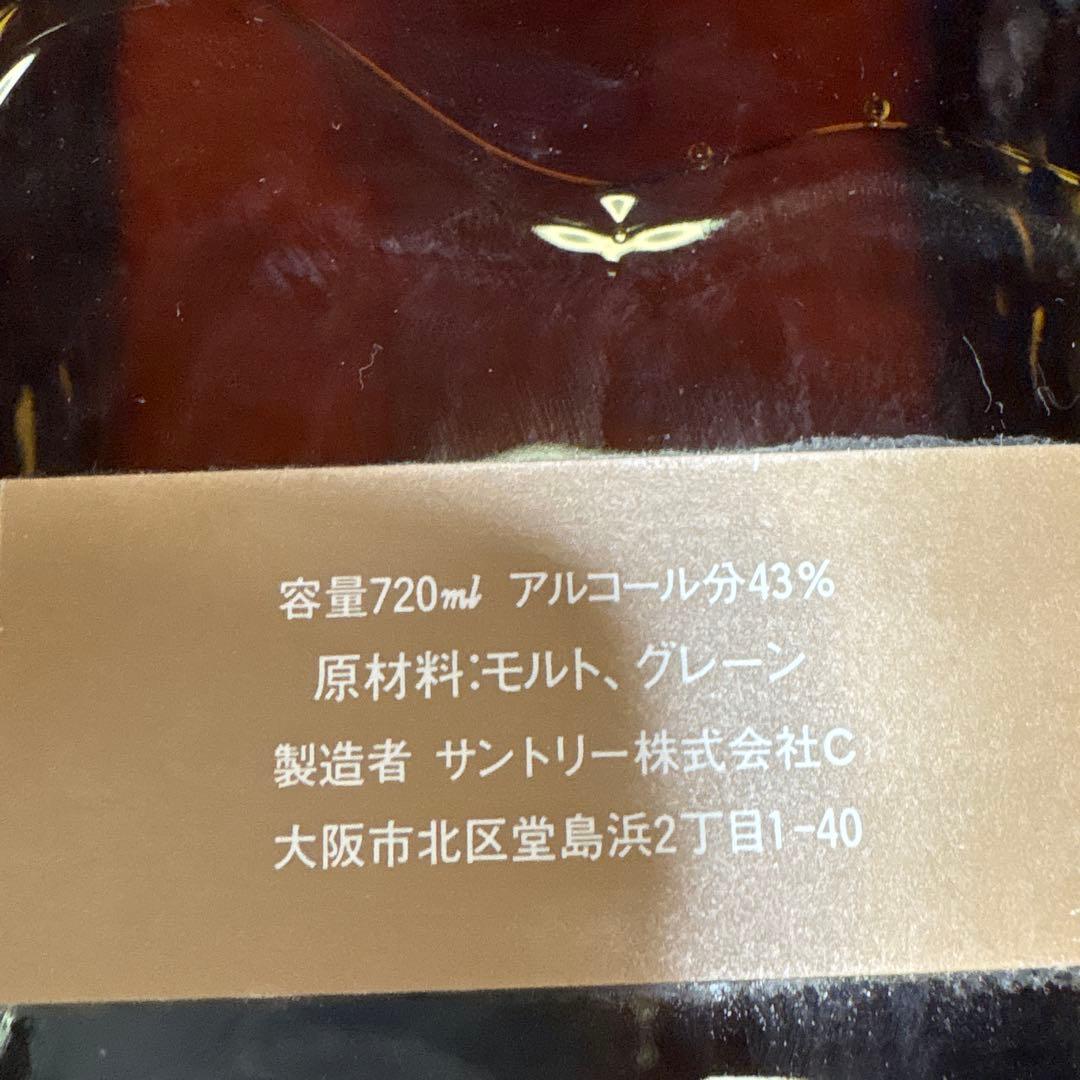 容量720ml アルコール分43%
原材料:モルト、グレーン
製造者 サントリー株式会社C
大阪市北区堂島浜2丁目1-40